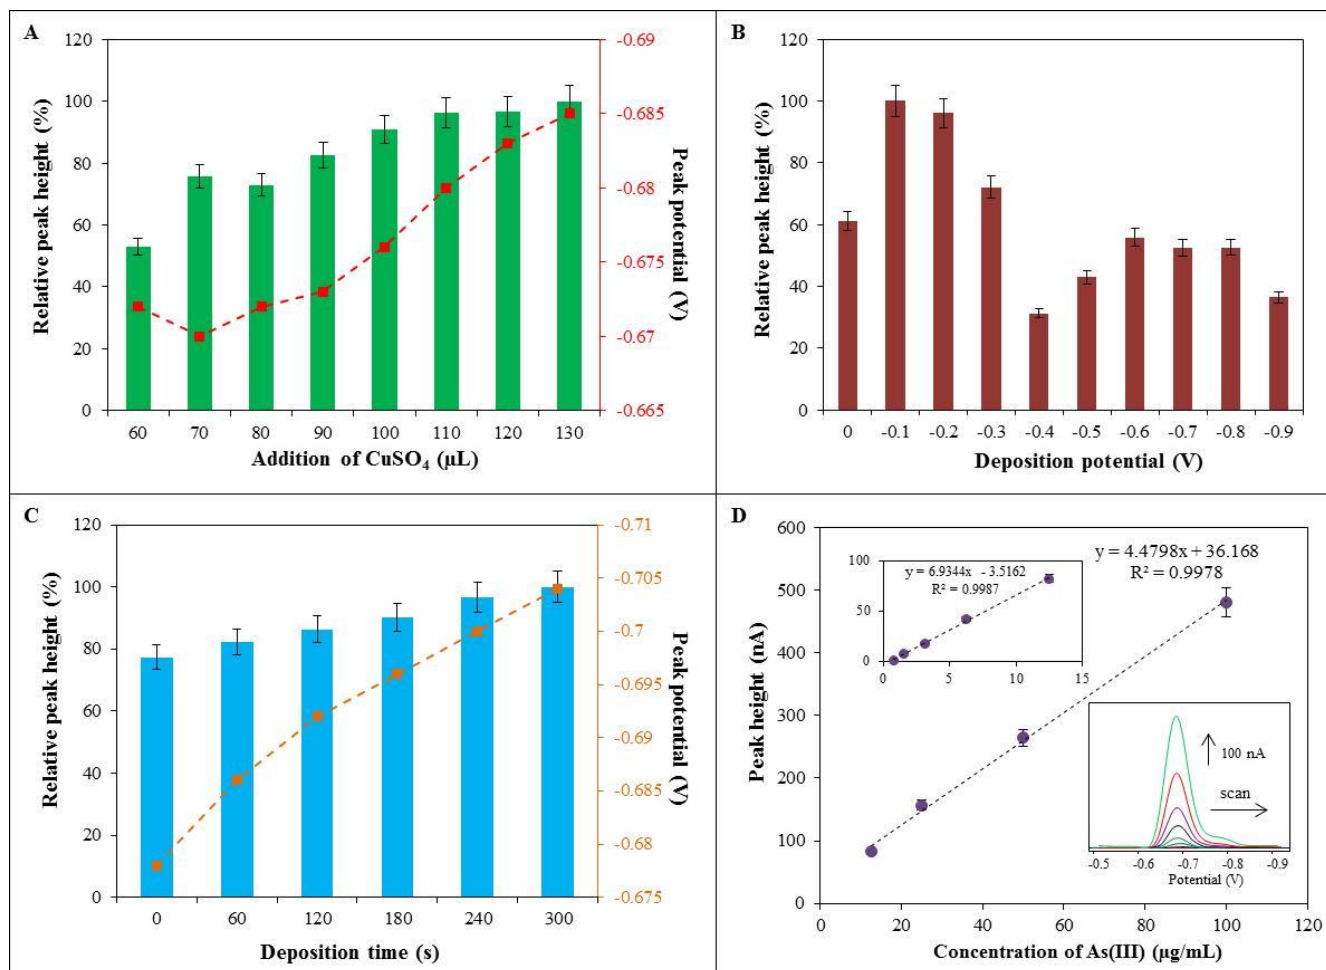 A
120
100
80
60
40
20
0
Relative peak height (%)
60 70 80 90 100 110 120 130
Addition of CuSO₄ (µL)
-0.69
-0.685
-0.68
-0.675
-0.67
-0.665
Peak potential
(V)
B
120
100
80
60
40
20
0
Relative peak height (%)
0 -0.1 -0.2 -0.3 -0.4 -0.5 -0.6 -0.7 -0.8 -0.9
Deposition potential (V)
C
120
100
80
60
40
20
0
Relative peak height (%)
0 60 120 180 240 300
Deposition time (s)
-0.71
-0.705
-0.7
-0.695
-0.69
-0.685
-0.68
-0.675
Peak potential
(V)
D
600
500
400
300
200
100
0
Peak height (nA)
0 20 40 60 80 100 120
Concentration of As(III) (µg/mL)
y = 4.4798x + 36.168
R² = 0.9978
100
50
0
y = 6.9344x - 3.5162
R² = 0.9987
0 5 10 15
100 nA
scan
-0.5 -0.6 -0.7 -0.8 -0.9
Potential (V)